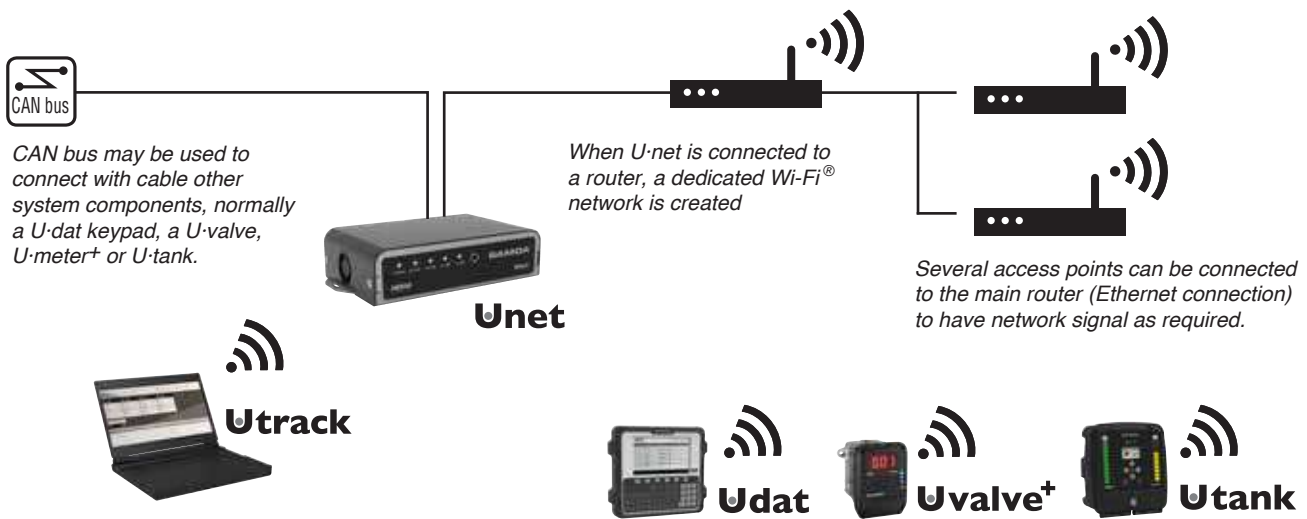 CAN bus
CAN bus may be used to
connect with cable other
system components, normally
a U·dat keypad, a U·valve,
U·meter+ or U·tank.
When U·net is connected to
a router, a dedicated Wi-Fi®
network is created
Several access points can be connected
to the main router (Ethernet connection)
to have network signal as required.
SAMOA
Unet
Utrack
Udat
Uvalve+
Utank